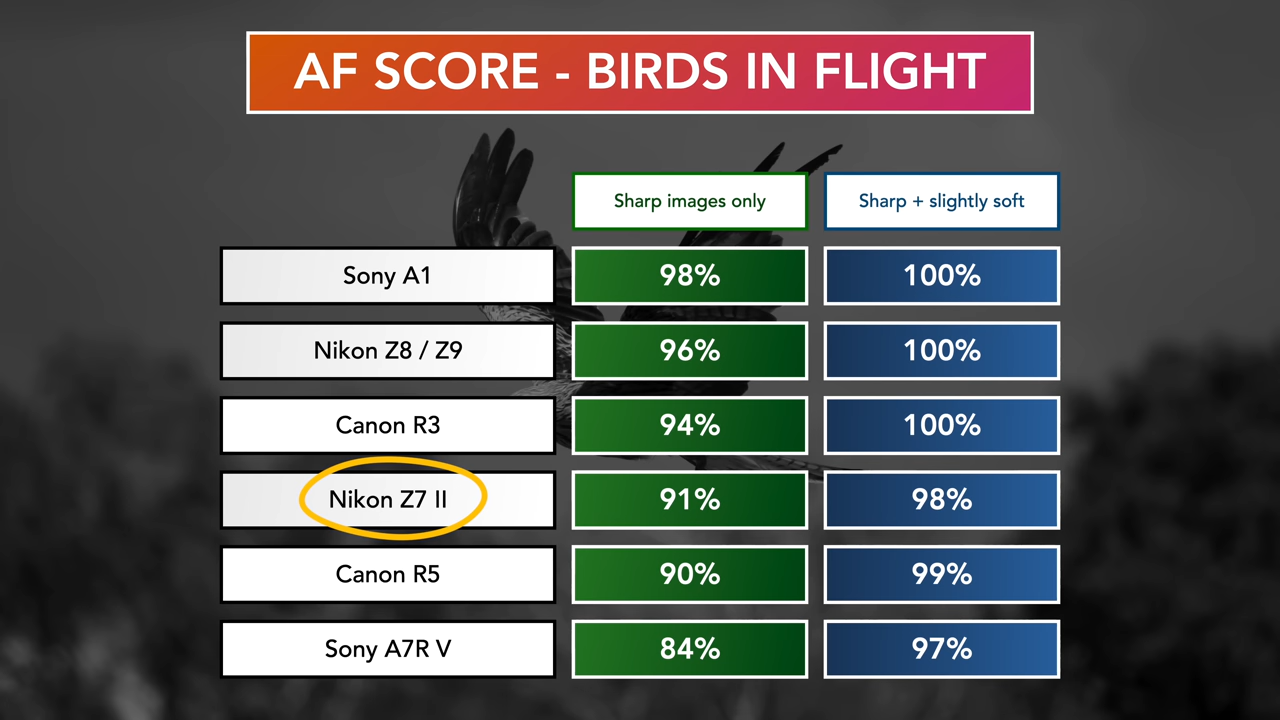 AF SCORE - BIRDS IN FLIGHT
Sharp images only Sharp + slightly soft
Sony A1 98% 100%
Nikon Z8 / Z9 96% 100%
Canon R3 94% 100%
Nikon Z7 II 91% 98%
Canon R5 90% 99%
Sony A7R V 84% 97%